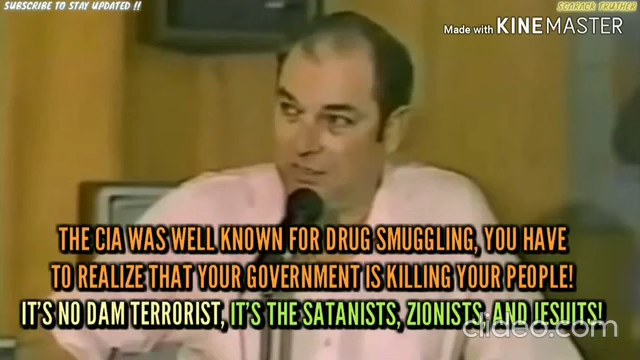 SUBSCRIBE TO STAY UPDATED !!
SCARACE TRUTHER
Made with KINEMASTER
THE CIA WAS WELL KNOWN FOR DRUG SMUGGLING, YOU HAVE
TO REALIZE THAT YOUR GOVERNMENT IS KILLING YOUR PEOPLE!
IT'S NO DAM TERRORIST, IT'S THE SATANISTS, ZIONISTS, AND JESUITS!
clideo.com